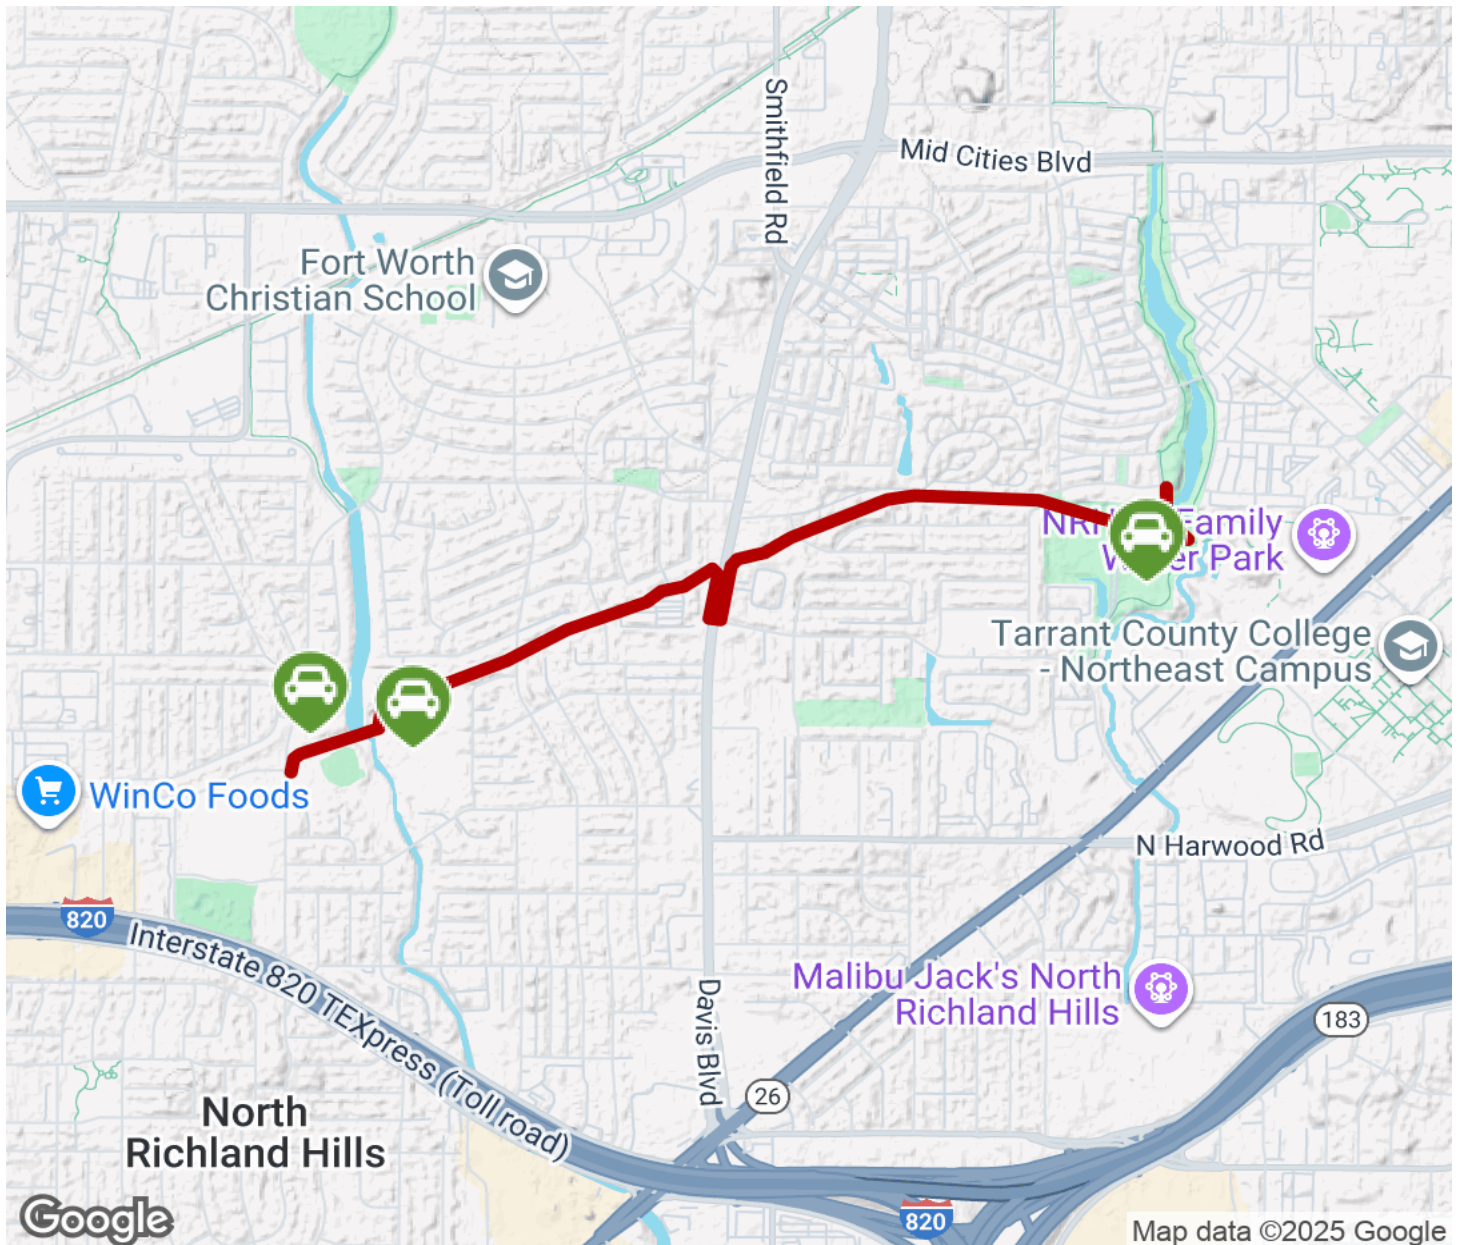 Smithfield Rd
Mid Cities Blvd
Fort Worth
Christian School
Family
Park
Tarrant County College
- Northeast Campus
WinCo Foods
N Harwood Rd
820
Interstate 820 TEXpress (Toll road)
Malibu Jack's North
Richland Hills
Davis Blvd
183
26
North
Richland Hills
820
Google
Map data ©2025 Google